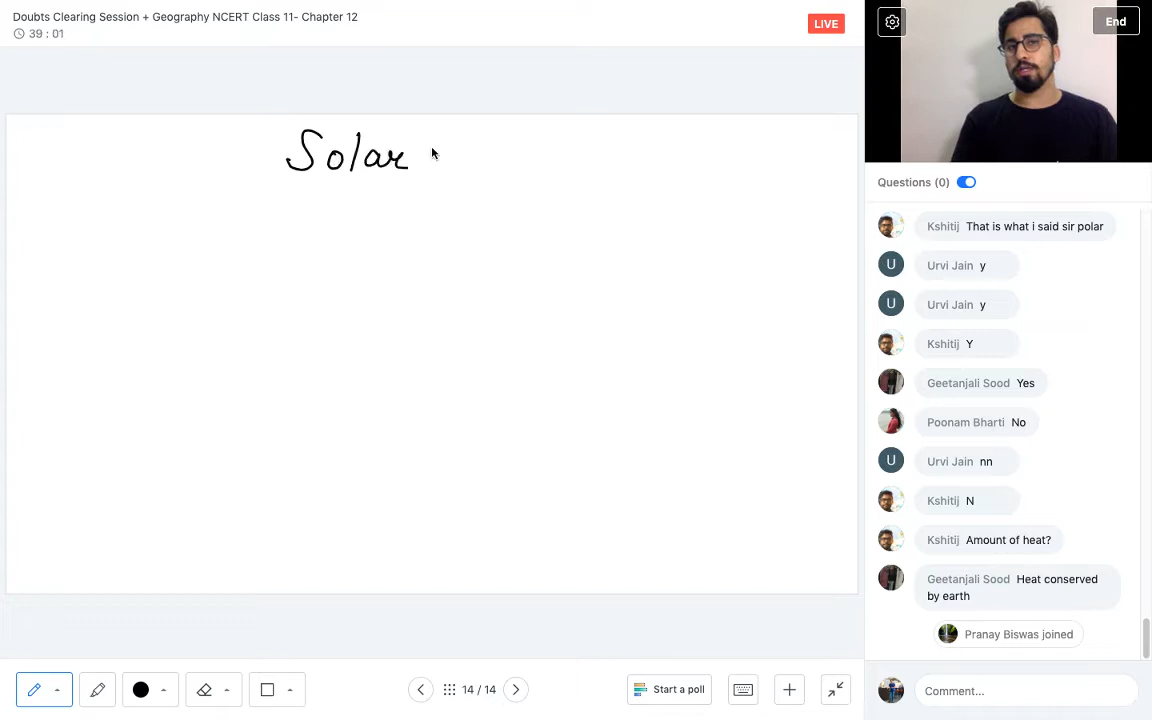 Doubts Clearing Session + Geography NCERT Class 11- Chapter 12
39 : 01
LIVE
End
Solar
Questions (0)
Kshitij That is what i said sir polar
U Urvi Jain y
U Urvi Jain y
Kshitij Y
Geetanjali Sood Yes
Poonam Bharti No
U Urvi Jain nn
Kshitij N
Kshitij Amount of heat?
Geetanjali Sood Heat conserved
by earth
Pranay Biswas joined
14 / 14
Start a poll
Comment...